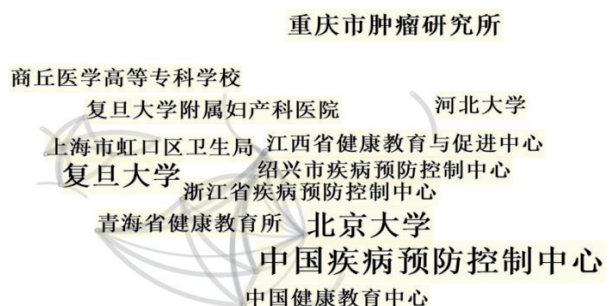 重庆市肿瘤研究所
商丘医学高等专科学校
复旦大学附属妇产科医院
河北大学
上海市虹口区卫生局
江西省健康教育与促进中心
复旦大学
绍兴市疾病预防控制中心
浙江省疾病预防控制中心
青海省健康教育所
北京大学
中国疾病预防控制中心
中国健康教育中心